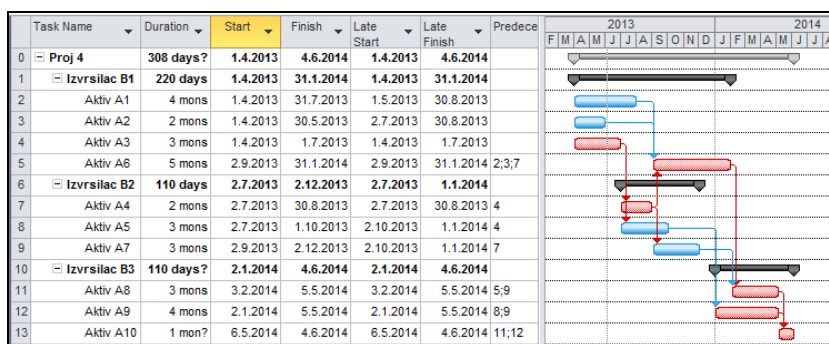 Task Name Duration Start Finish Late Start Late Finish Predece 2013 2014
F M A M J J A S O N D J F M A M J J A
0 Proj 4 308 days? 1.4.2013 4.6.2014 1.4.2013 4.6.2014
1 Izvrsilac B1 220 days 1.4.2013 31.1.2014 1.4.2013 31.1.2014
2 Aktiv A1 4 mons 1.4.2013 31.7.2013 1.5.2013 30.8.2013
3 Aktiv A2 2 mons 1.4.2013 30.5.2013 2.7.2013 30.8.2013
4 Aktiv A3 3 mons 1.4.2013 1.7.2013 1.4.2013 1.7.2013
5 Aktiv A6 5 mons 2.9.2013 31.1.2014 2.9.2013 31.1.2014 2;3;7
6 Izvrsilac B2 110 days 2.7.2013 2.12.2013 2.7.2013 1.1.2014
7 Aktiv A4 2 mons 2.7.2013 30.8.2013 2.7.2013 30.8.2013 4
8 Aktiv A5 3 mons 2.7.2013 1.10.2013 2.10.2013 1.1.2014 4
9 Aktiv A7 3 mons 2.9.2013 2.12.2013 2.10.2013 1.1.2014 7
10 Izvrsilac B3 110 days? 2.1.2014 4.6.2014 2.1.2014 4.6.2014
11 Aktiv A8 3 mons 3.2.2014 5.5.2014 3.2.2014 5.5.2014 5;9
12 Aktiv A9 4 mons 2.1.2014 5.5.2014 2.1.2014 5.5.2014 8;9
13 Aktiv A10 1 mon? 6.5.2014 4.6.2014 6.5.2014 4.6.2014 11;12